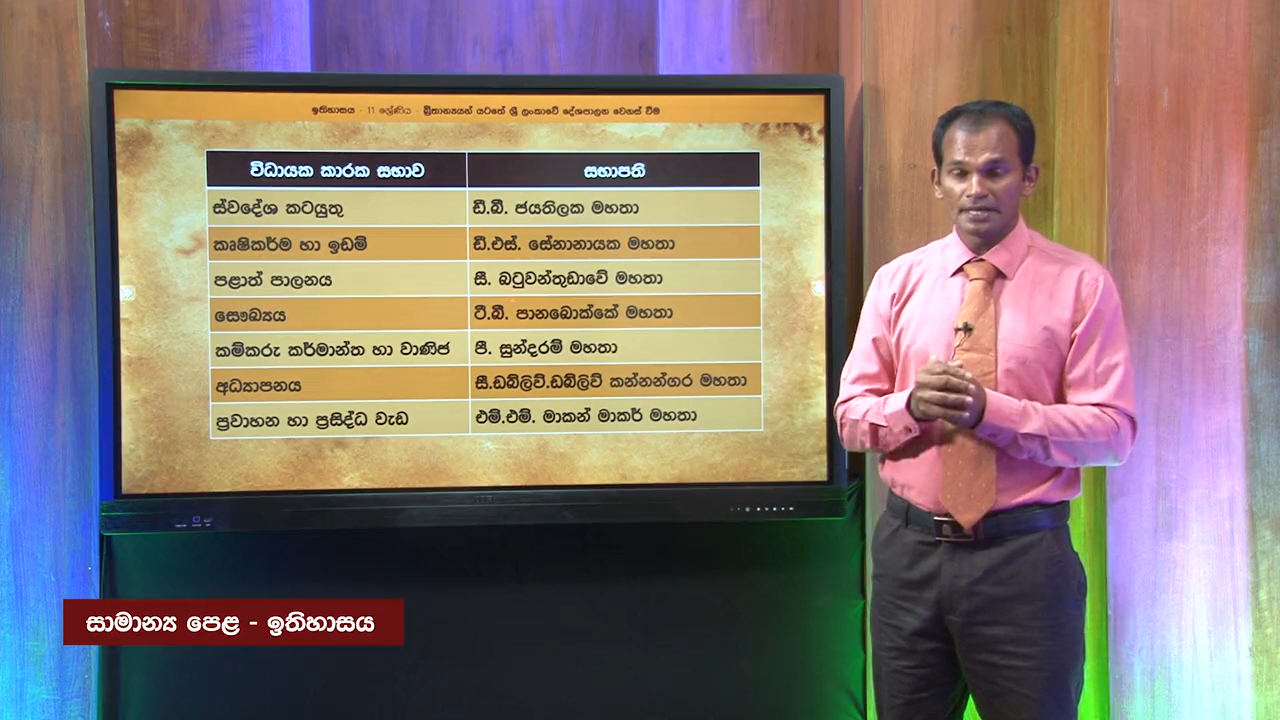 ඉතිහාසය - 11 ශ්‍රේණිය - බ්‍රිතාන්‍යයන් යටතේ ශ්‍රී ලංකාවේ දේශපාලන වෙනස් වීම
විධායක කාරක සභාව සභාපති
ස්වදේශ කටයුතු ඩී.බී. ජයතිලක මහතා
කෘෂිකර්ම හා ඉඩම් ඩී.එස්. සේනානායක මහතා
පළාත් පාලනය සී. බටුවන්තුඩාවේ මහතා
සෞඛ්‍යය ටී.බී. පානබොක්කේ මහතා
කම්කරු කර්මාන්ත හා වාණිජ පී. සුන්දරම් මහතා
අධ්‍යාපනය සී.ඩබ්ලිව්.ඩබ්ලිව් කන්නන්ගර මහතා
ප්‍රවාහන හා ප්‍රසිද්ධ වැඩ එම්.එම්. මාකන් මාකර් මහතා
සාමාන්‍ය පෙළ - ඉතිහාසය